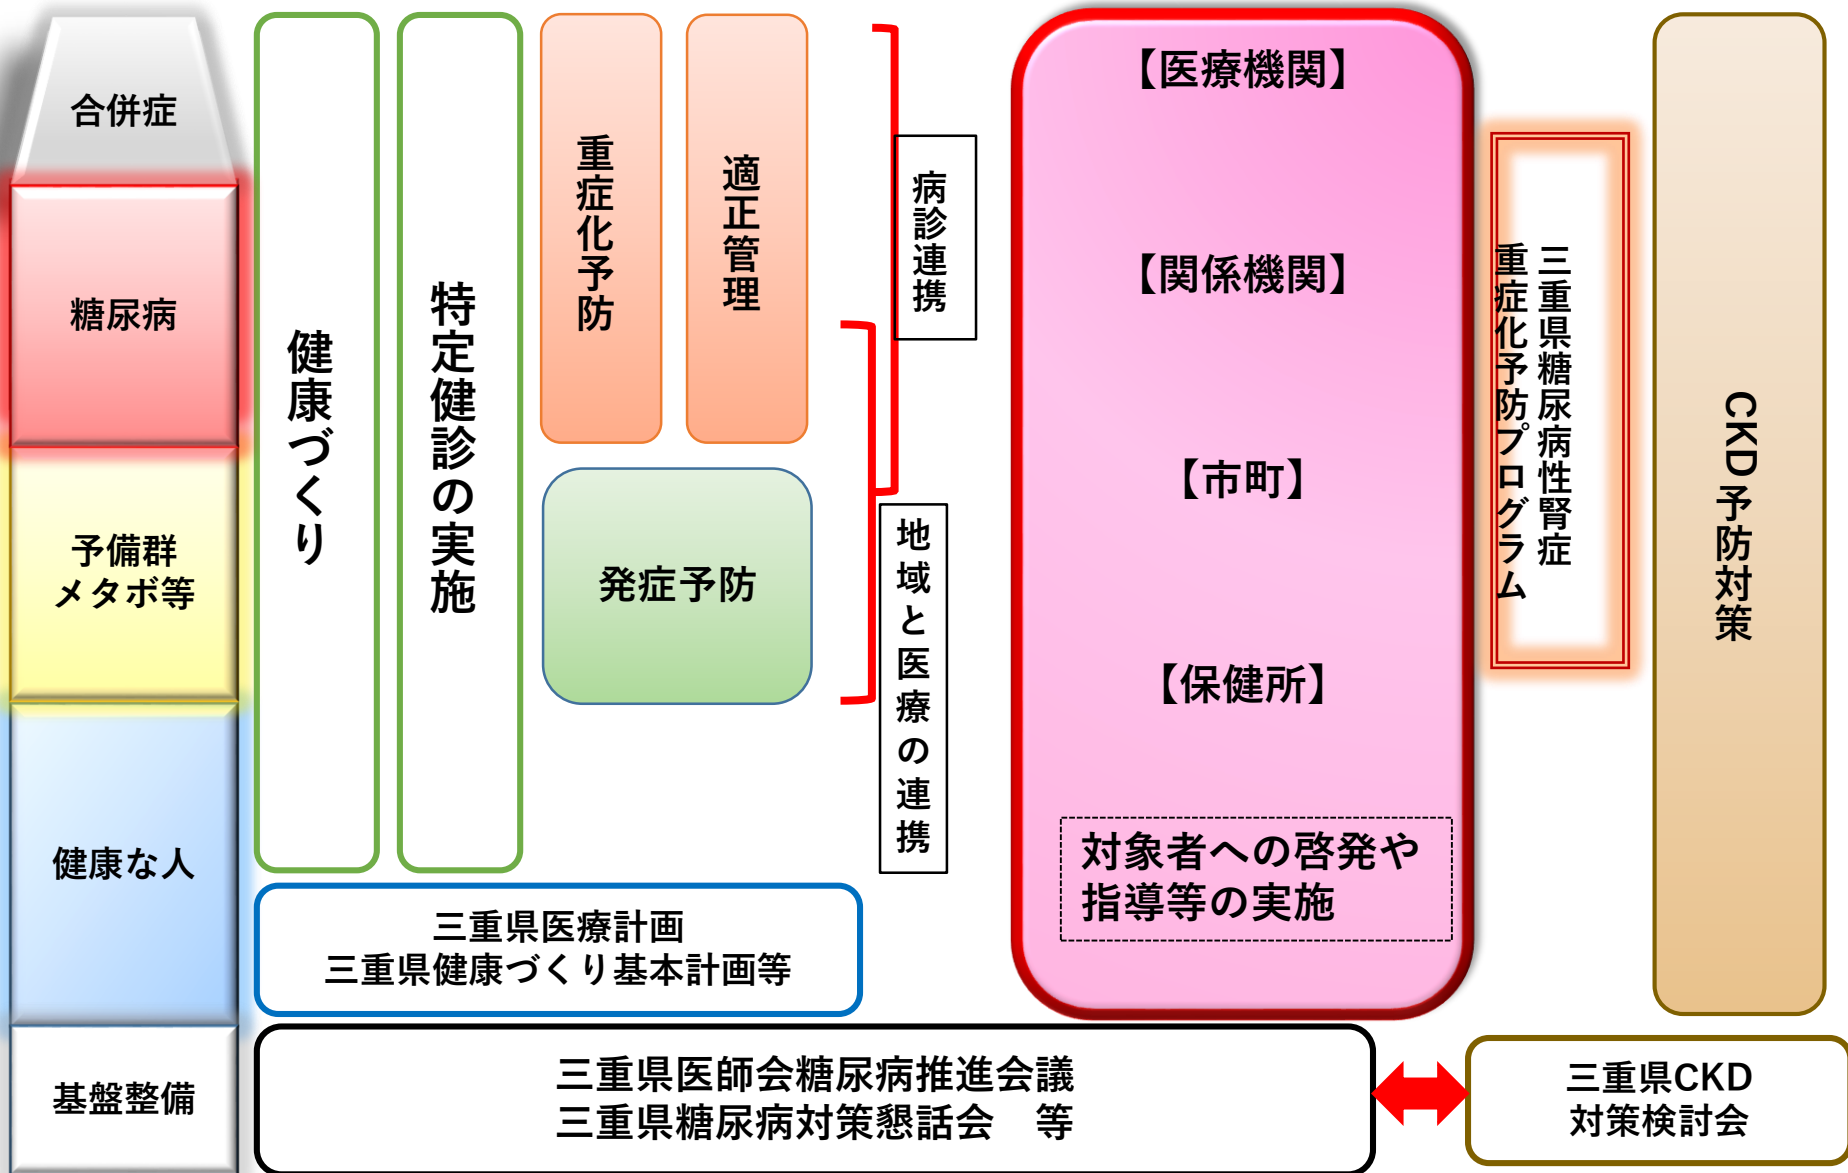 合併症
糖尿病
予備群
メタボ等
健康な人
基盤整備
健康づくり
特定健診の実施
重症化予防
適正管理
発症予防
病診連携
地域と医療の連携
【医療機関】
【関係機関】
【市町】
【保健所】
対象者への啓発や
指導等の実施
三重県糖尿病性腎症
重症化予防プログラム
CKD予防対策
三重県医療計画
三重県健康づくり基本計画等
三重県医師会糖尿病推進会議
三重県糖尿病対策懇話会　等
三重県CKD
対策検討会